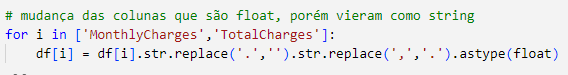 # mudança das colunas que são float, porém vieram como string
for i in ['MonthlyCharges','TotalCharges']:
    df[i] = df[i].str.replace('.','').str.replace(',','.').astype(float)